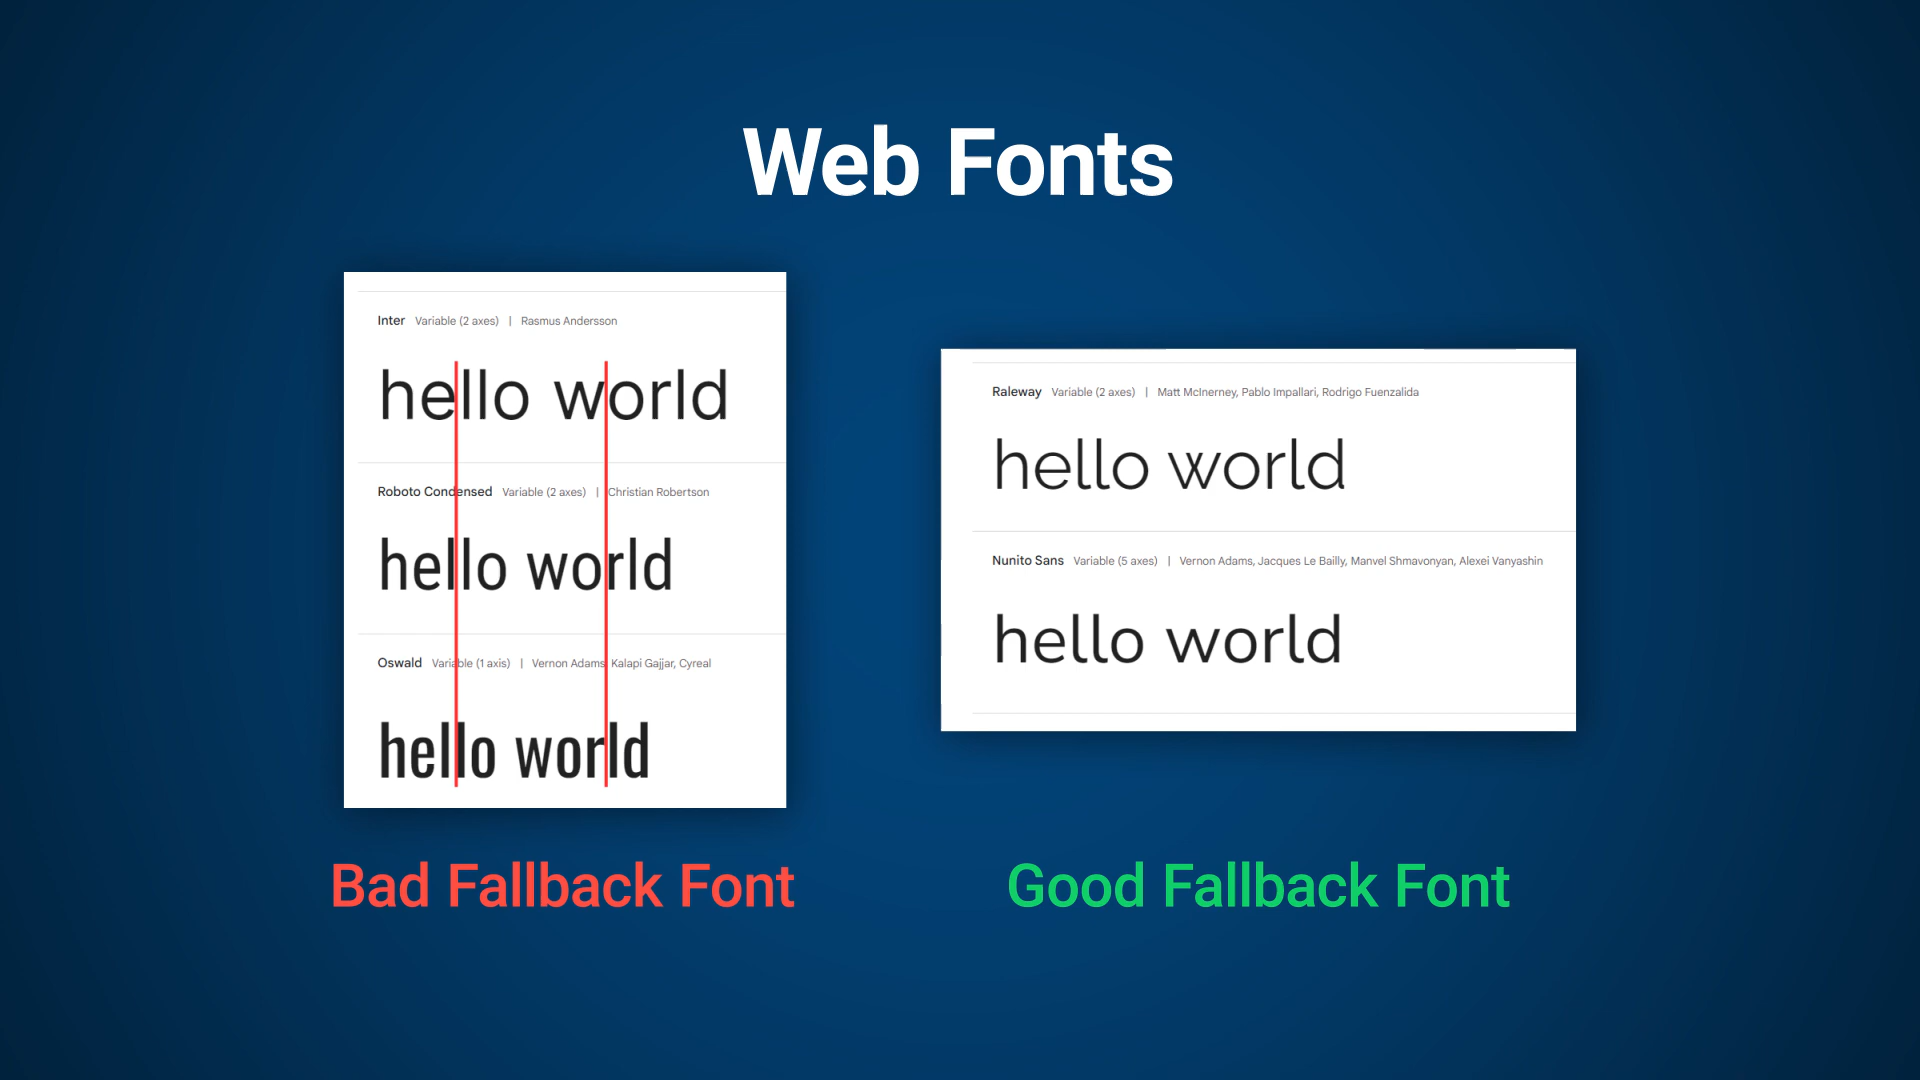 Web Fonts
Inter Variable (2 axes) | Rasmus Andersson
hello world
Roboto Condensed Variable (2 axes) | Christian Robertson
hello world
Oswald Variable (1 axis) | Vernon Adams, Kalapi Gajjar, Cyreal
hello world
Bad Fallback Font
Raleway Variable (2 axes) | Matt McInerney, Pablo Impallari, Rodrigo Fuenzalida
hello world
Nunito Sans Variable (5 axes) | Vernon Adams, Jacques Le Bailly, Manvel Shmavonyan, Alexei Vanyashin
hello world
Good Fallback Font